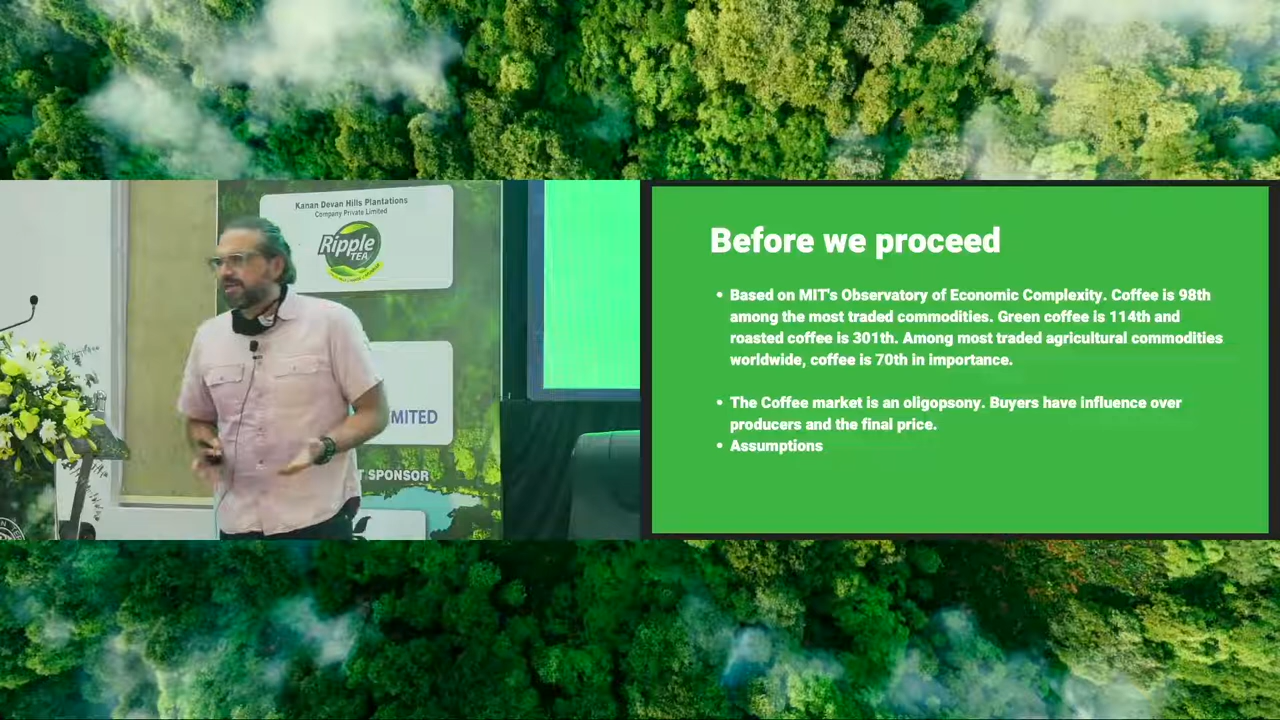 Kanan Devan Hills Plantations
Company Private Limited
Ripple
TEA
IMITED
T SPONSOR
Before we proceed
• Based on MIT's Observatory of Economic Complexity. Coffee is 98th
among the most traded commodities. Green coffee is 114th and
roasted coffee is 301th. Among most traded agricultural commodities
worldwide, coffee is 70th in importance.
• The Coffee market is an oligopsony. Buyers have influence over
producers and the final price.
• Assumptions